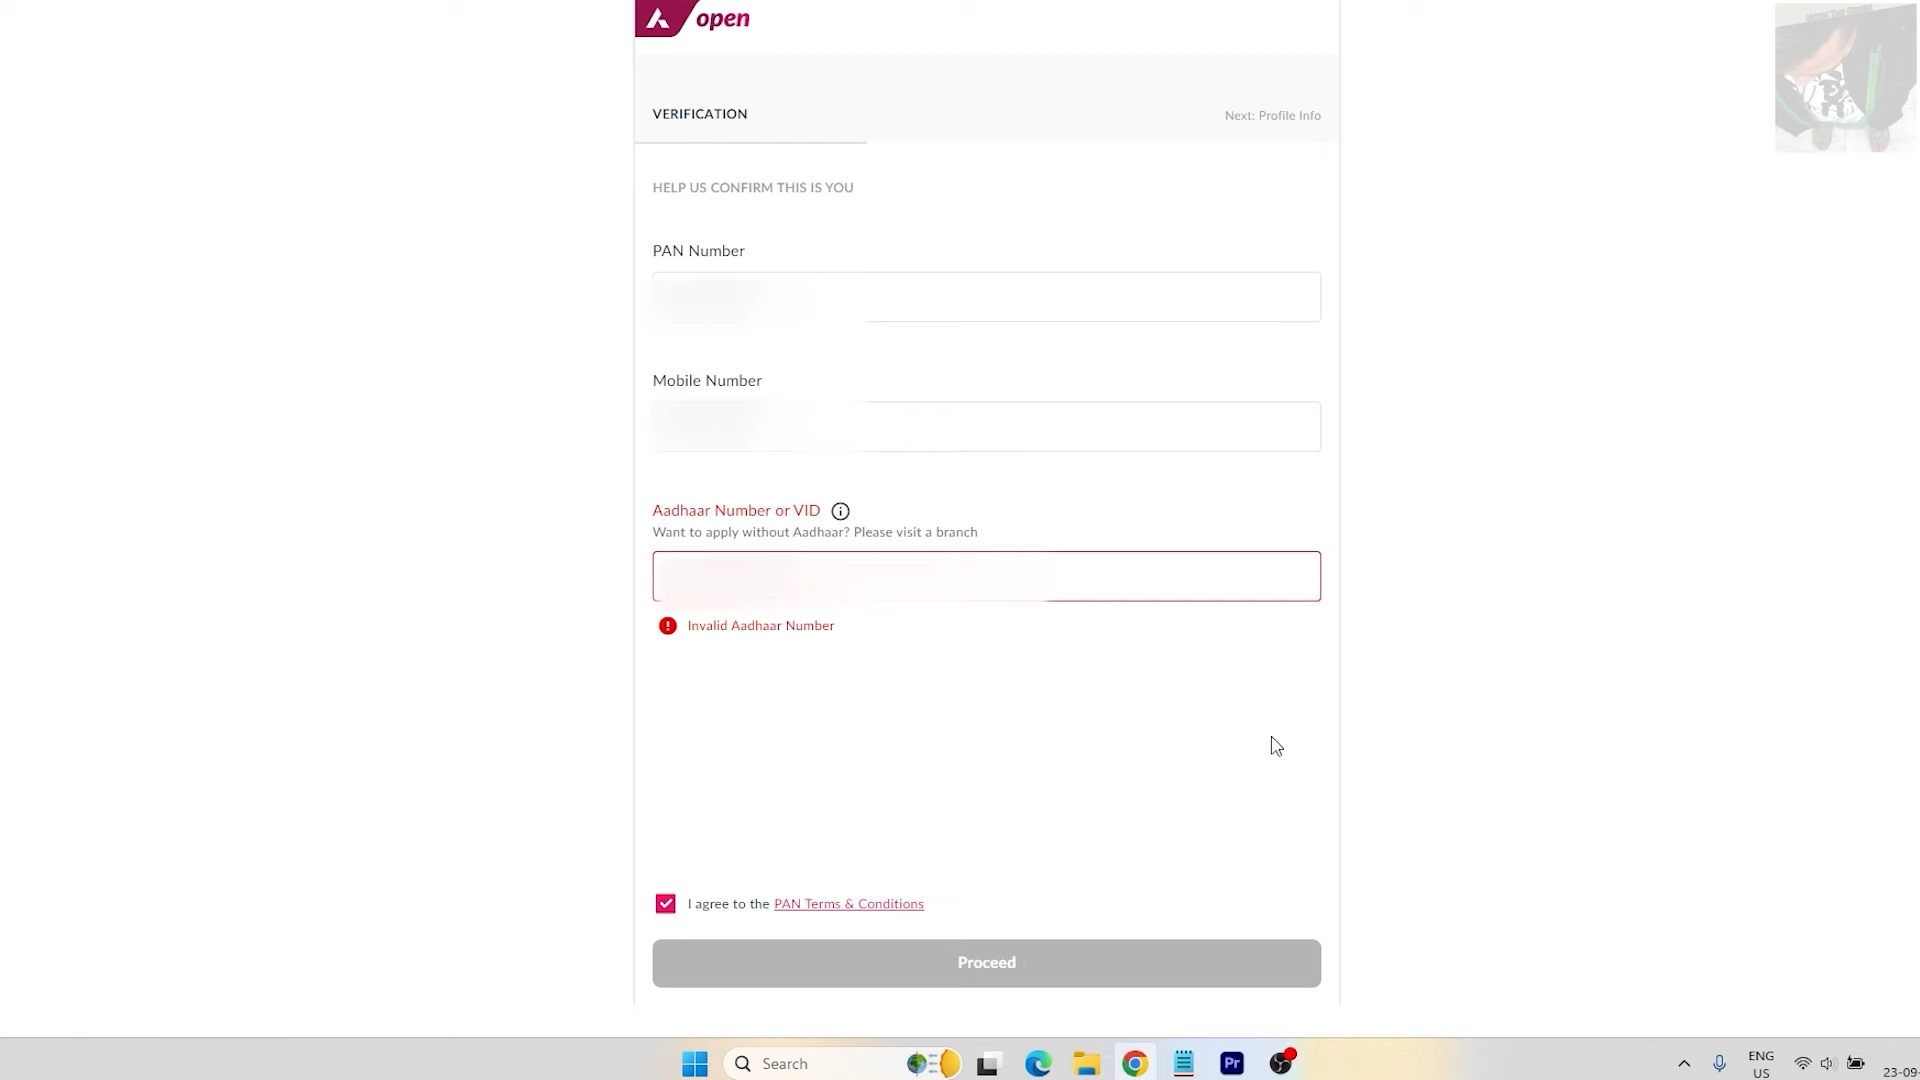 open
VERIFICATION
Next: Profile Info
HELP US CONFIRM THIS IS YOU
PAN Number
Mobile Number
Aadhaar Number or VID
Want to apply without Aadhaar? Please visit a branch
Invalid Aadhaar Number
I agree to the PAN Terms & Conditions
Proceed
Search
Pr
ENG
US
23-09-